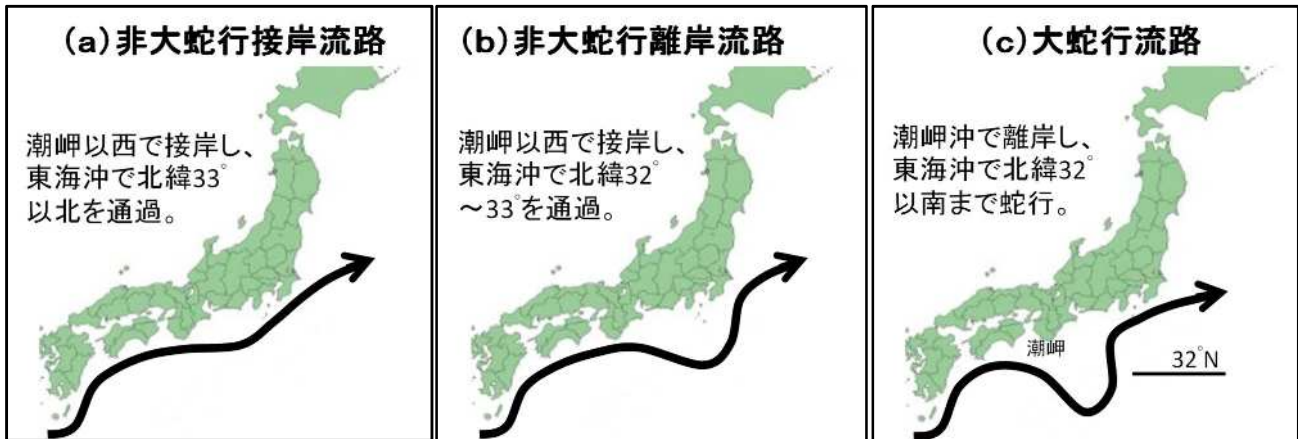 (a)非大蛇行接岸流路
潮岬以西で接岸し、
東海沖で北緯33°
以北を通過。
(b)非大蛇行離岸流路
潮岬以西で接岸し、
東海沖で北緯32°
～33°を通過。
(c)大蛇行流路
潮岬沖で離岸し、
東海沖で北緯32°
以南まで蛇行。
潮岬
32°N